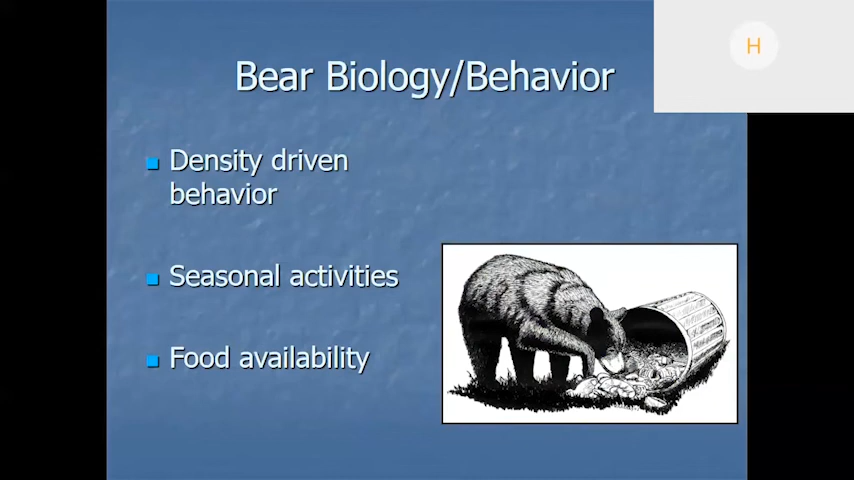 H
Bear Biology/Behavior
Density driven
behavior
Seasonal activities
Food availability